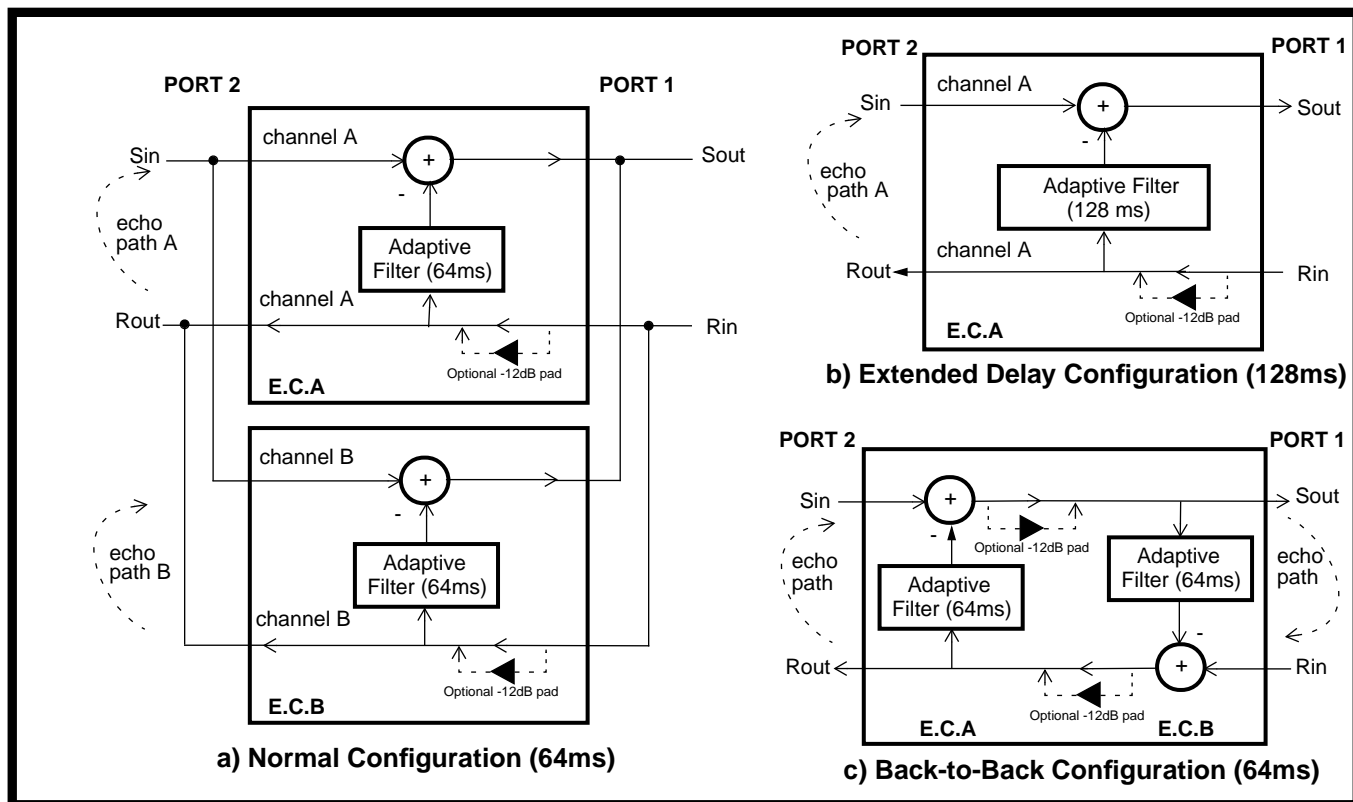 PORT 2
PORT 1
channel A
Sin
+
Sout
-
echo
path A
Adaptive
Filter (64ms)
channel A
Rout
Rin
Optional -12dB pad
E.C.A
channel B
+
-
echo
path B
Adaptive
Filter (64ms)
channel B
Optional -12dB pad
E.C.B
a) Normal Configuration (64ms)
PORT 2
PORT 1
channel A
Sin
+
Sout
-
echo
path A
Adaptive Filter
(128 ms)
channel A
Rout
Rin
Optional -12dB pad
E.C.A
b) Extended Delay Configuration (128ms)
PORT 2
PORT 1
Sin
+
Sout
-
Optional -12dB pad
echo
path
Adaptive
Filter (64ms)
Adaptive
Filter (64ms)
echo
path
-
Rout
+
Rin
Optional -12dB pad
E.C.A
E.C.B
c) Back-to-Back Configuration (64ms)